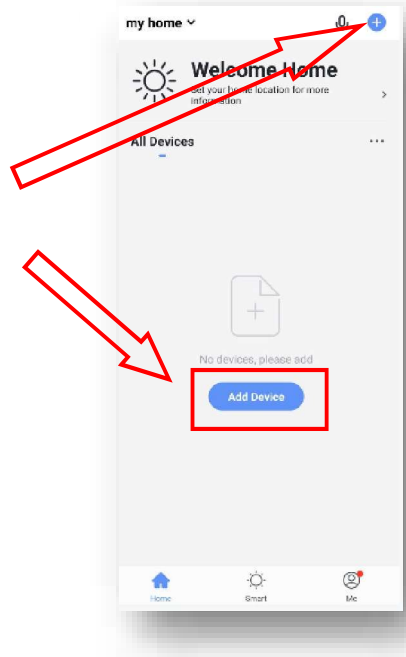 my home
Welcome Home
Set your home location for more
information
All Devices
No devices, please add
Add Device
Home Smart Me